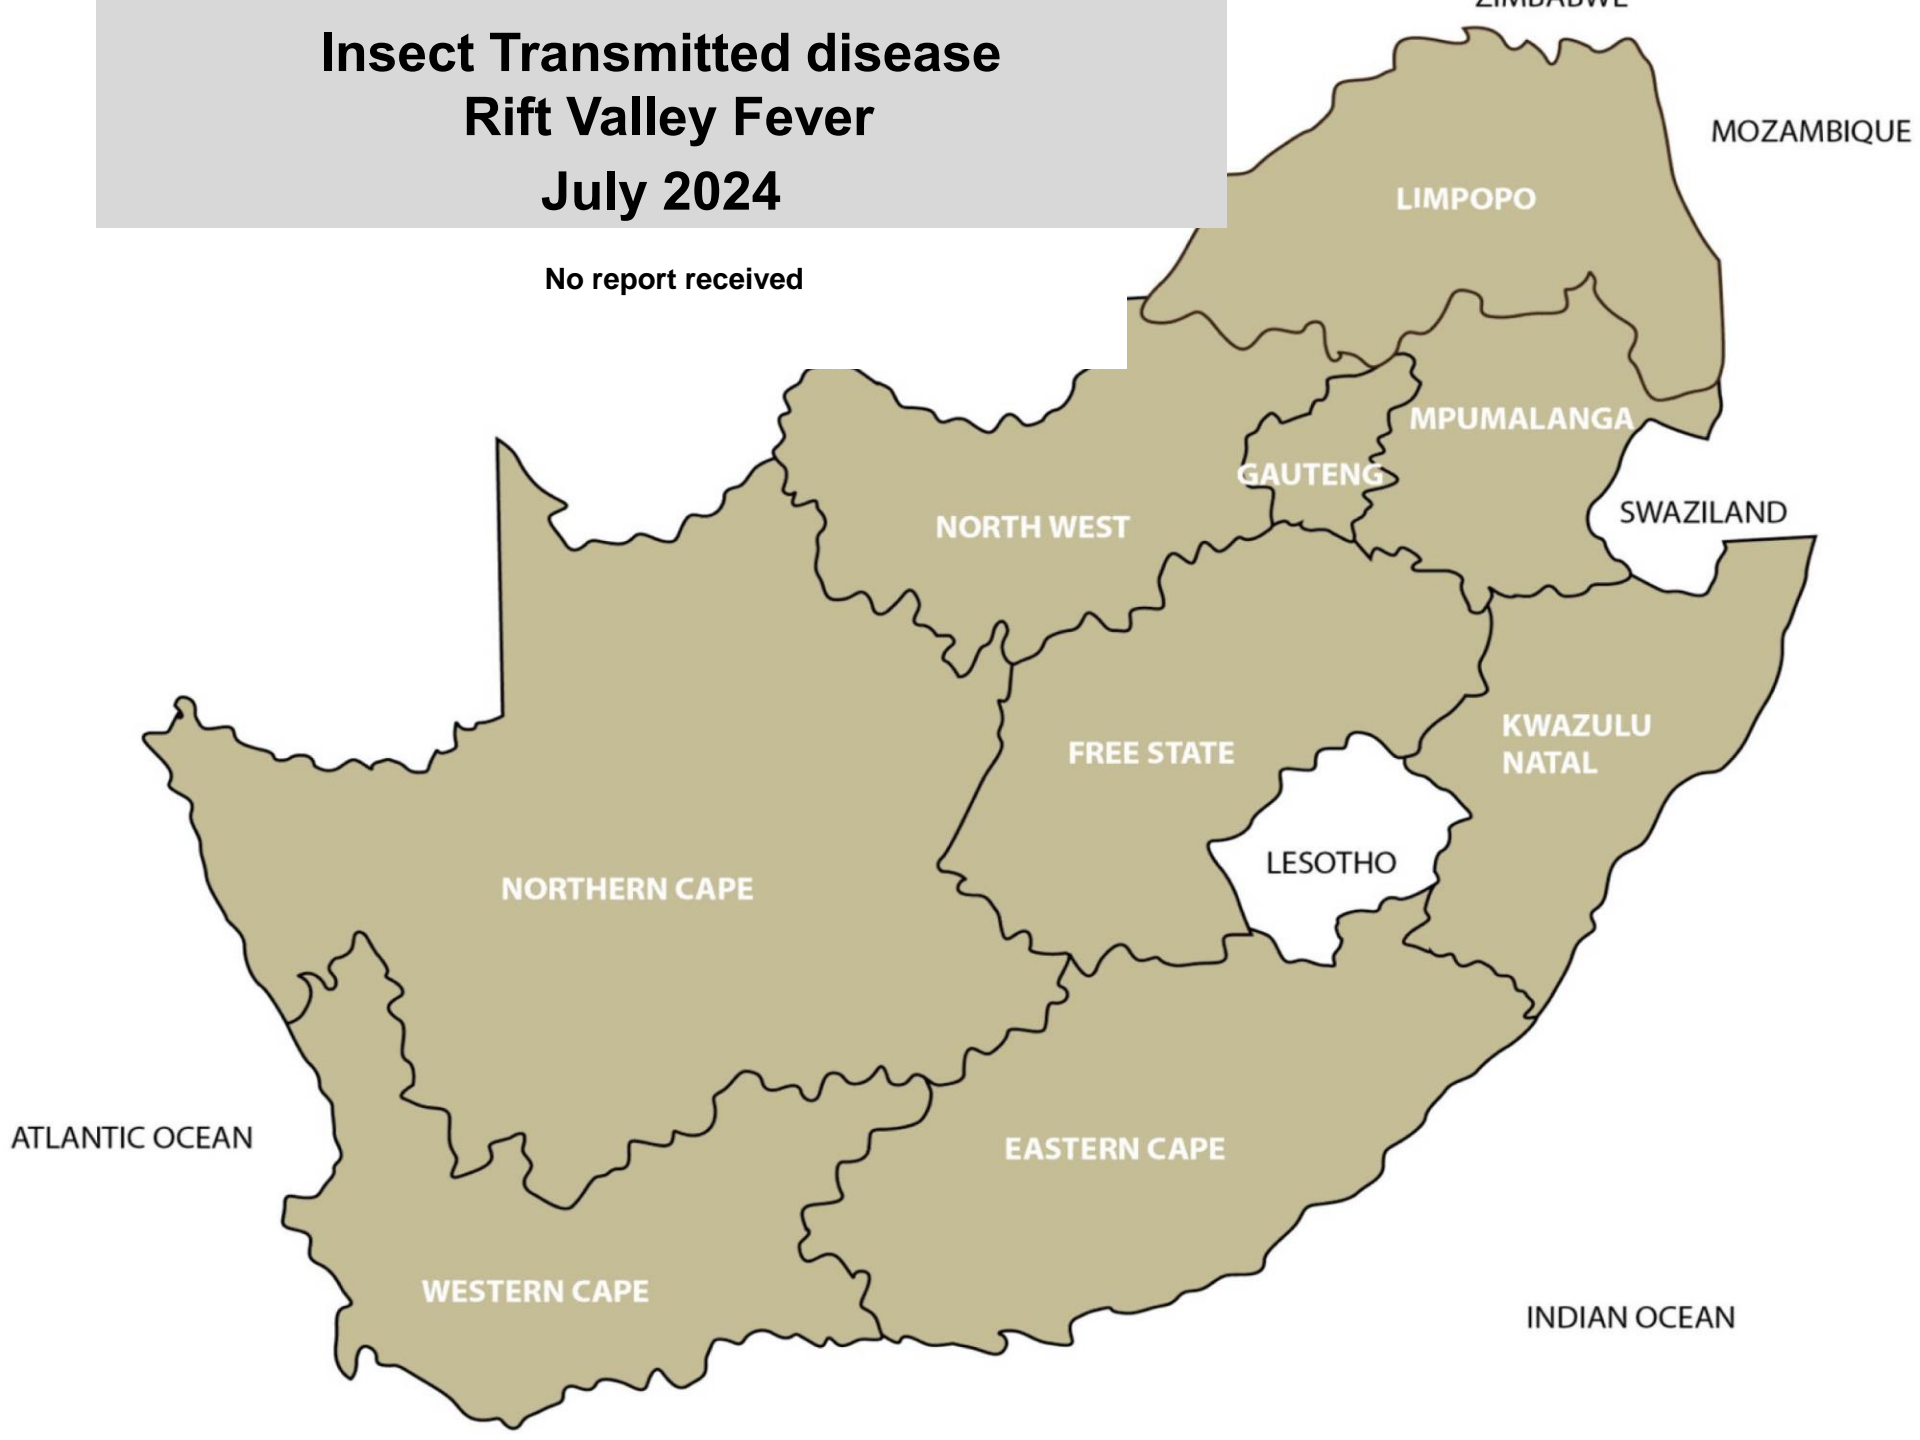 Insect Transmitted disease
Rift Valley Fever
July 2024
No report received
MOZAMBIQUE
LIMPOPO
MPUMALANGA
GAUTENG
SWAZILAND
NORTH WEST
KWAZULU
NATAL
FREE STATE
LESOTHO
NORTHERN CAPE
ATLANTIC OCEAN
EASTERN CAPE
WESTERN CAPE
INDIAN OCEAN